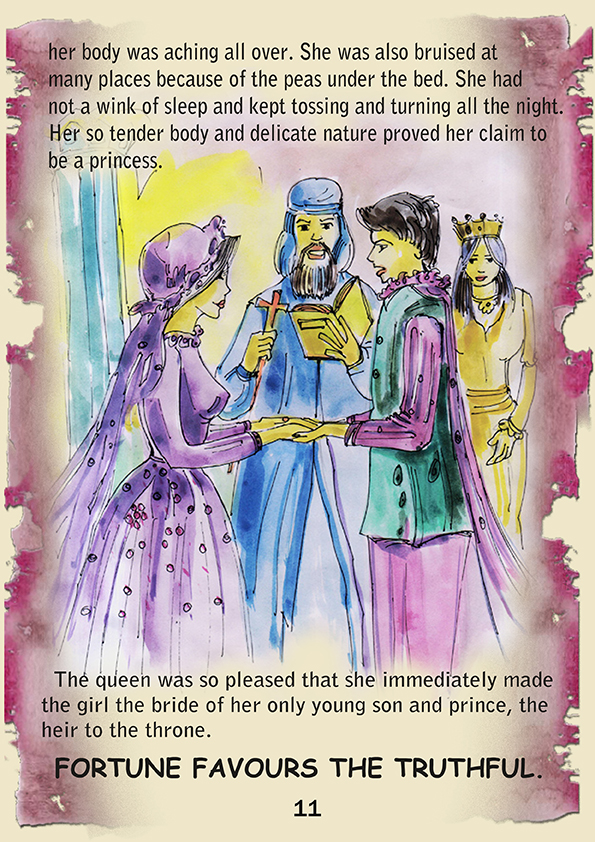 her body was aching all over. She was also bruised at
many places because of the peas under the bed. She had
not a wink of sleep and kept tossing and turning all the night.
Her so tender body and delicate nature proved her claim to
be a princess.
The queen was so pleased that she immediately made
the girl the bride of her only young son and prince, the
heir to the throne.
FORTUNE FAVOURS THE TRUTHFUL.
11